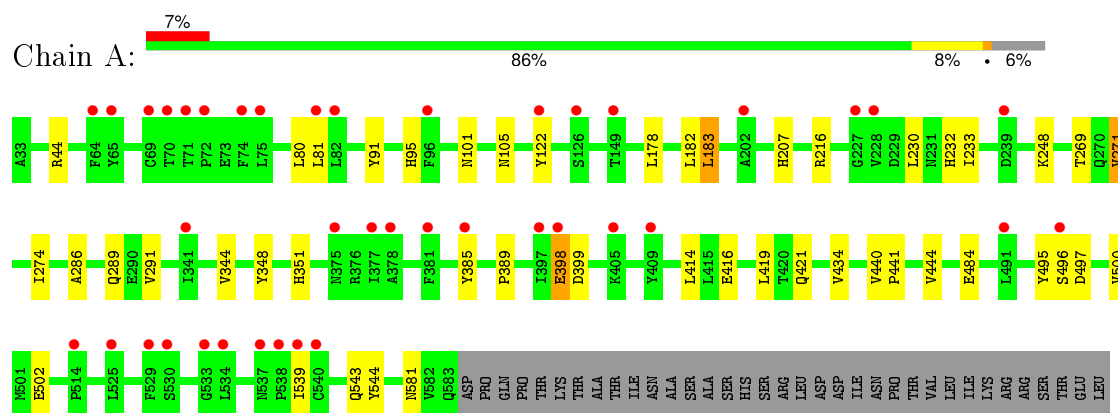 7%
Chain A:
86% 8% • 6%
A33 R44 F64 Y65 G69 T70 T71 P72 E73 F74 L75 L80 L81 L82 Y91 H95 F96 N101 N105 Y122 S126 T149 L178 L182 L183 A202 H207 R216 G227 V228 D229 L230 N231 H232 I233 D239 K248 T269 Q270 V271
I274 A286 Q289 E290 V291 I341 V344 Y348 H351 N375 R376 I377 A378 F381 Y385 P389 I397 E398 D399 K405 Y409 L414 L415 E416 L419 T420 Q421 V434 V440 P441 V444 E484 L491 Y495 S496 D497 V500
M501 E502 P514 L525 F529 S530 G533 L534 N537 P538 I539 C540 Q543 Y544 N581 V582 Q583 ASP PRO GLN PRO THR LYS THR ALA THR ILE ASN ALA SER ALA HIS SER ARG LEU ASP ASP ILE ASN PRO THR VAL LEU ILE LYS ARG ARG SER THR GLU LEU